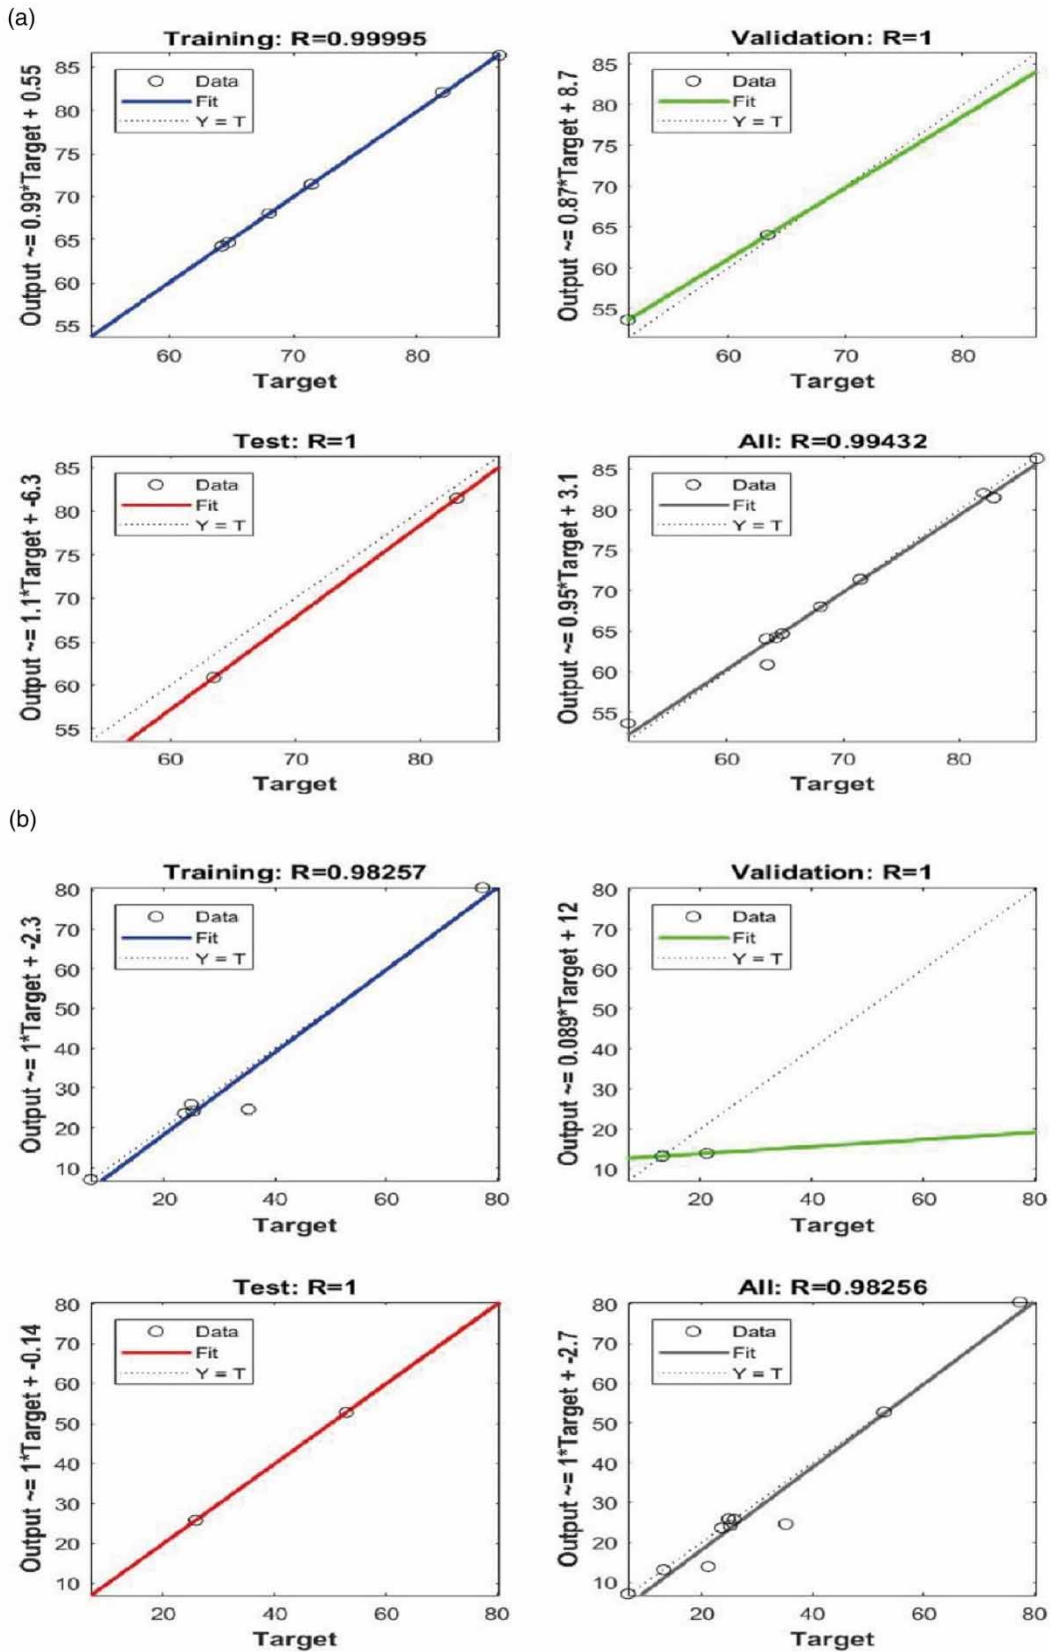 (a)
Training: R=0.99995
Output ~= 0.99*Target + 0.55
85
80
75
70
65
60
55
Data
Fit
Y = T
60
70
80
Target
Validation: R=1
Output ~= 0.87*Target + 8.7
85
80
75
70
65
60
55
Data
Fit
Y = T
60
70
80
Target
Test: R=1
Output ~= 1.1*Target + -6.3
85
80
75
70
65
60
55
Data
Fit
Y = T
60
70
80
Target
All: R=0.99432
Output ~= 0.95*Target + 3.1
85
80
75
70
65
60
55
Data
Fit
Y = T
60
70
80
Target
(b)
Training: R=0.98257
Output ~= 1*Target + -2.3
80
70
60
50
40
30
20
10
Data
Fit
Y = T
20
40
60
80
Target
Validation: R=1
Output ~= 0.089*Target + 12
80
70
60
50
40
30
20
10
Data
Fit
Y = T
20
40
60
80
Target
Test: R=1
Output ~= 1*Target + -0.14
80
70
60
50
40
30
20
10
Data
Fit
Y = T
20
40
60
80
Target
All: R=0.98256
Output ~= 1*Target + -2.7
80
70
60
50
40
30
20
10
Data
Fit
Y = T
20
40
60
80
Target